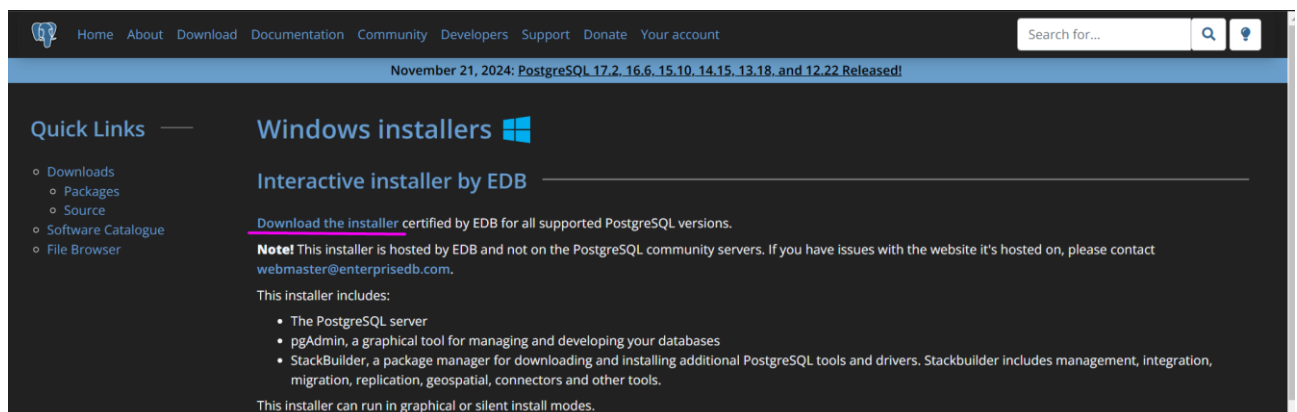 Home About Download Documentation Community Developers Support Donate Your account
Search for...
November 21, 2024: PostgreSQL 17.2, 16.6, 15.10, 14.15, 13.18, and 12.22 Released!
Quick Links
Downloads
Packages
Source
Software Catalogue
File Browser
Windows installers
Interactive installer by EDB
Download the installer certified by EDB for all supported PostgreSQL versions.
Note! This installer is hosted by EDB and not on the PostgreSQL community servers. If you have issues with the website it's hosted on, please contact
webmaster@enterprisedb.com.
This installer includes:
The PostgreSQL server
pgAdmin, a graphical tool for managing and developing your databases
StackBuilder, a package manager for downloading and installing additional PostgreSQL tools and drivers. Stackbuilder includes management, integration,
migration, replication, geospatial, connectors and other tools.
This installer can run in graphical or silent install modes.